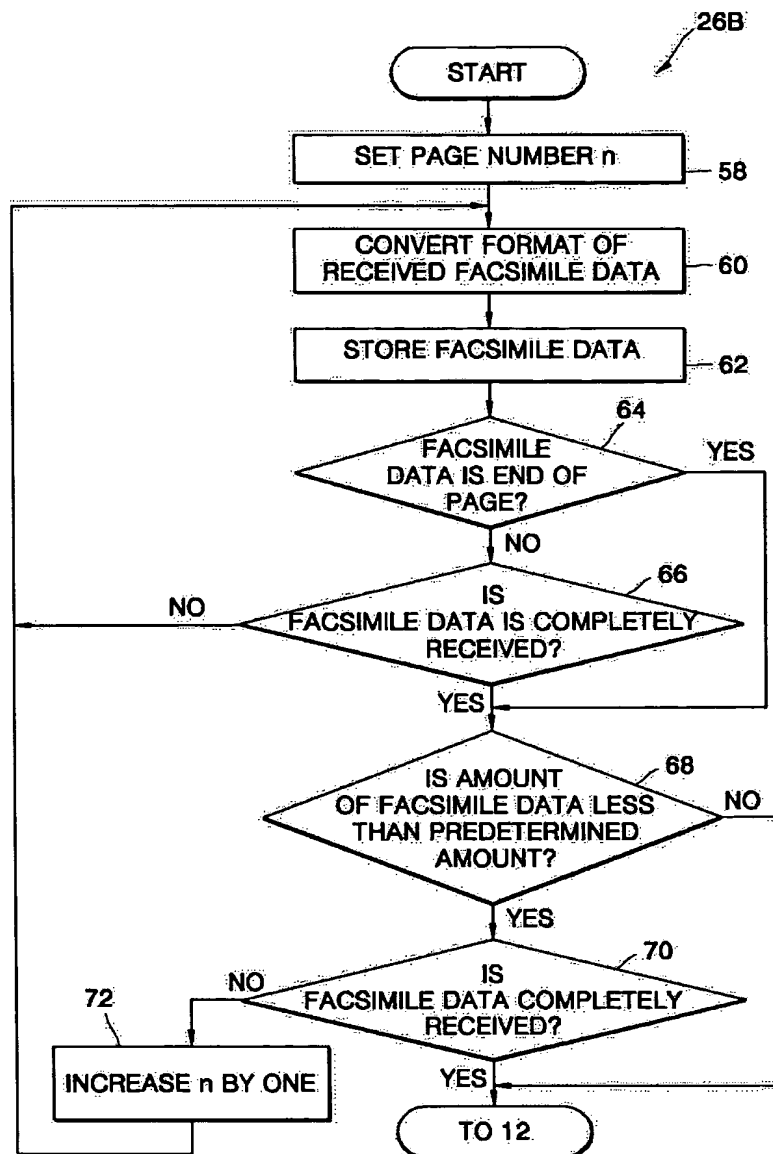 26B
START
SET PAGE NUMBER n
58
CONVERT FORMAT OF
RECEIVED FACSIMILE DATA
60
STORE FACSIMILE DATA
62
64
FACSIMILE
DATA IS END OF
PAGE?
YES
NO
66
IS
FACSIMILE DATA IS COMPLETELY
RECEIVED?
NO
YES
68
IS AMOUNT
OF FACSIMILE DATA LESS
THAN PREDETERMINED
AMOUNT?
NO
YES
70
IS
FACSIMILE DATA COMPLETELY
RECEIVED?
NO
72
INCREASE n BY ONE
YES
TO 12